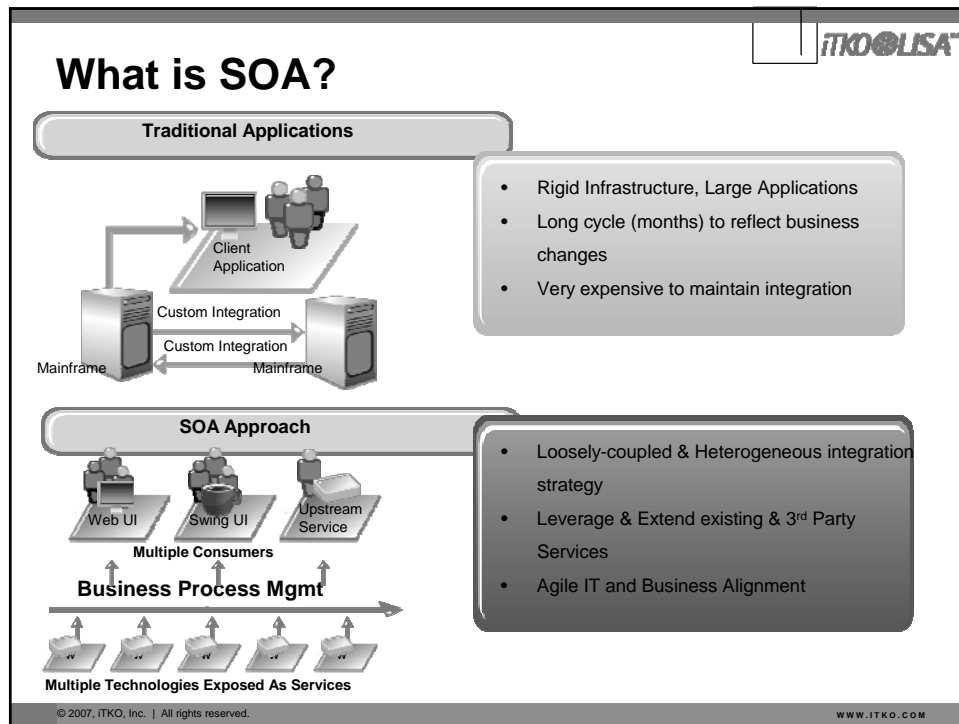 iTKO LISA™
What is SOA?
Traditional Applications
Client
Application
Custom Integration
Custom Integration
Mainframe
Mainframe
• Rigid Infrastructure, Large Applications
• Long cycle (months) to reflect business
changes
• Very expensive to maintain integration
SOA Approach
Web UI
Swing UI
Upstream
Service
Multiple Consumers
Business Process Mgmt
Multiple Technologies Exposed As Services
• Loosely-coupled & Heterogeneous integration
strategy
• Leverage & Extend existing & 3rd Party
Services
• Agile IT and Business Alignment
© 2007, iTKO, Inc. | All rights reserved.
WWW.ITKO.COM